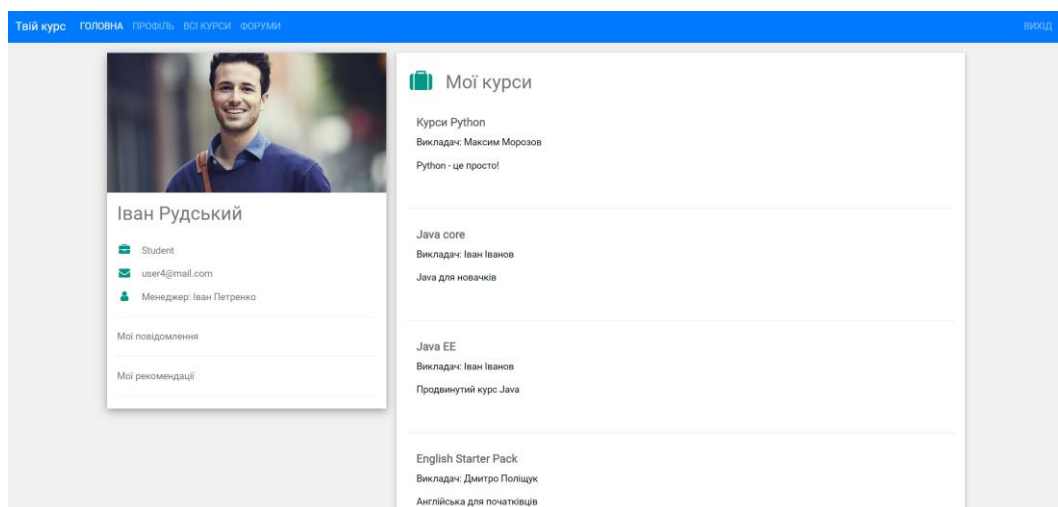 Твій курс ГОЛОВНА ПРОФІЛЬ ВСІ КУРСИ ФОРУМИ ВИХІД
Іван Рудський
Student
user4@mail.com
Менеджер: Іван Петренко
Мої повідомлення
Мої рекомендації
Мої курси
Курси Python
Викладач: Максим Морозов
Python - це просто!
Java core
Викладач: Іван Іванов
Java для новачків
Java EE
Викладач: Іван Іванов
Продвинутий курс Java
English Starter Pack
Викладач: Дмитро Поліщук
Англійська для початківців